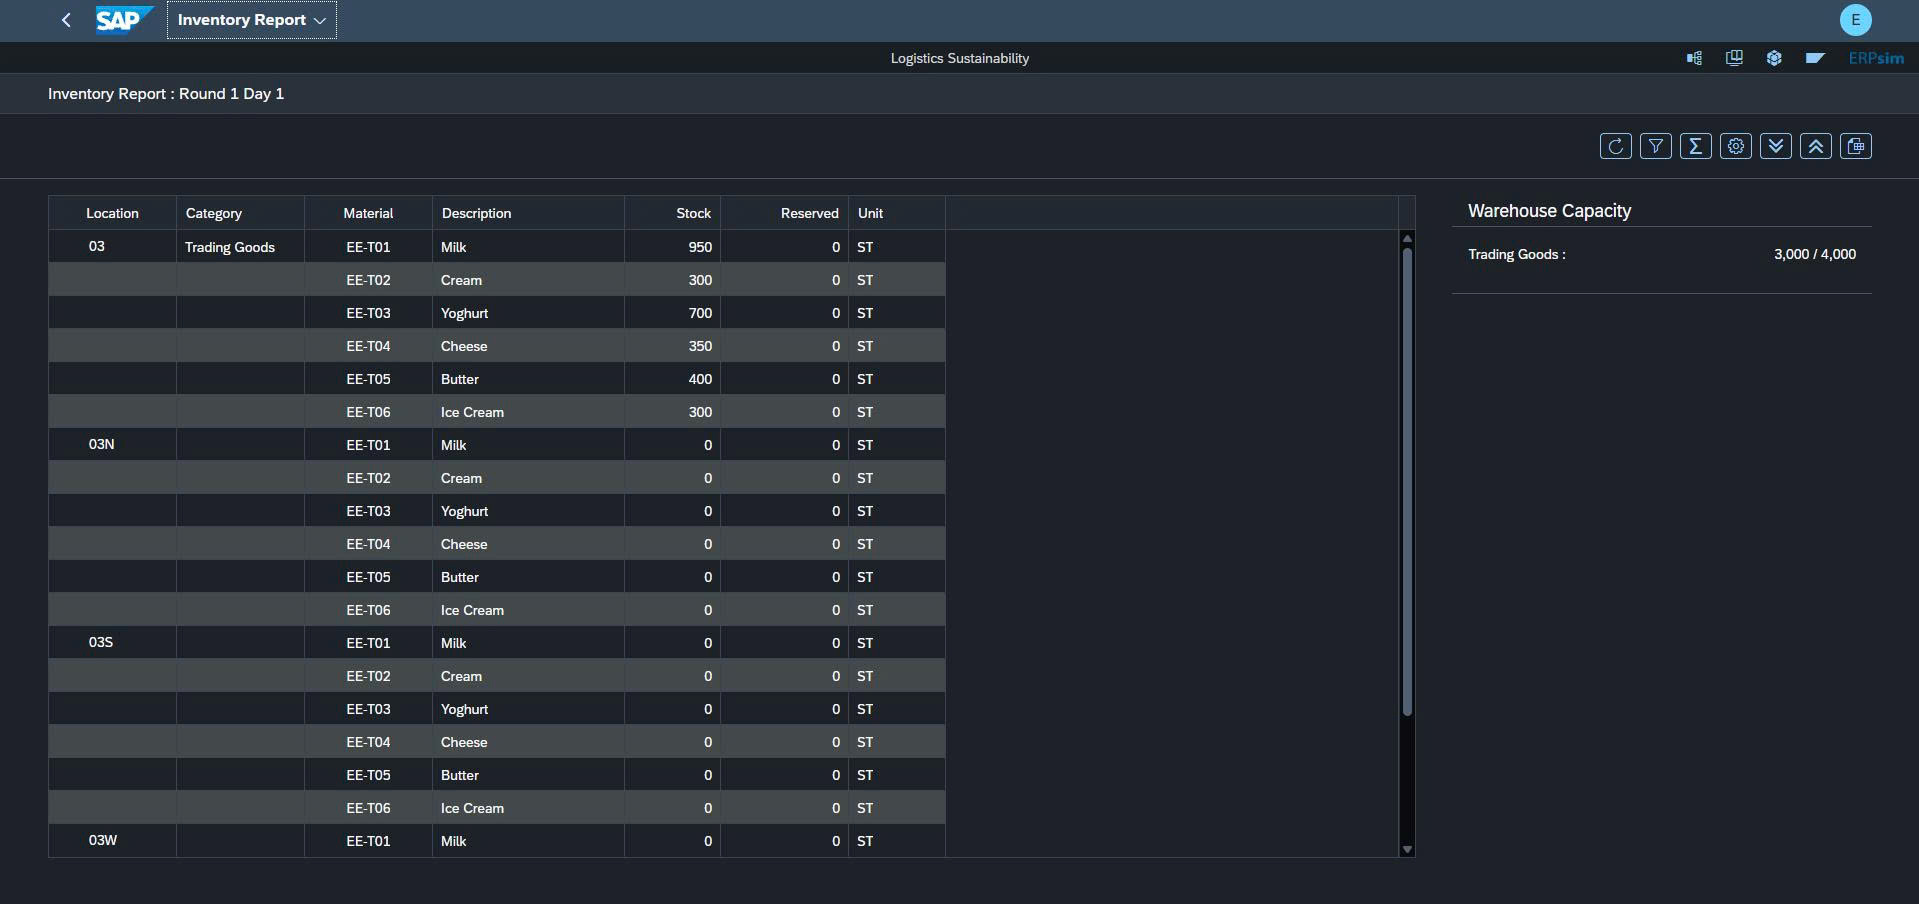 SAP Inventory Report E
Logistics Sustainability ERPsim
Inventory Report : Round 1 Day 1
Location Category Material Description Stock Reserved Unit
03 Trading Goods EE-T01 Milk 950 0 ST
EE-T02 Cream 300 0 ST
EE-T03 Yoghurt 700 0 ST
EE-T04 Cheese 350 0 ST
EE-T05 Butter 400 0 ST
EE-T06 Ice Cream 300 0 ST
03N EE-T01 Milk 0 0 ST
EE-T02 Cream 0 0 ST
EE-T03 Yoghurt 0 0 ST
EE-T04 Cheese 0 0 ST
EE-T05 Butter 0 0 ST
EE-T06 Ice Cream 0 0 ST
03S EE-T01 Milk 0 0 ST
EE-T02 Cream 0 0 ST
EE-T03 Yoghurt 0 0 ST
EE-T04 Cheese 0 0 ST
EE-T05 Butter 0 0 ST
EE-T06 Ice Cream 0 0 ST
03W EE-T01 Milk 0 0 ST
Warehouse Capacity
Trading Goods : 3,000 / 4,000